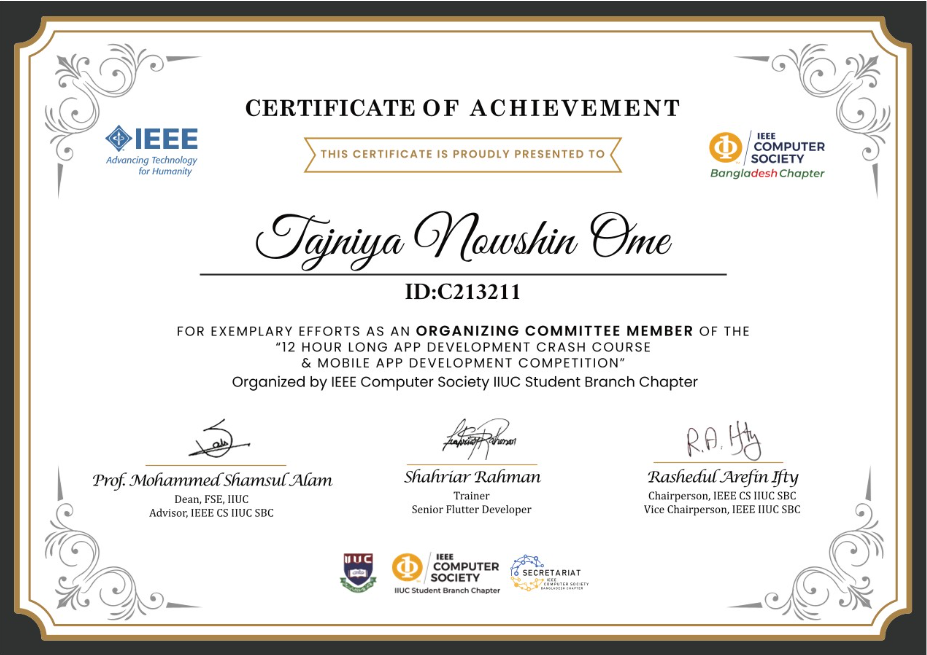 CERTIFICATE OF ACHIEVEMENT
IEEE
Advancing Technology
for Humanity
THIS CERTIFICATE IS PROUDLY PRESENTED TO
IEEE
COMPUTER
SOCIETY
Bangladesh Chapter
Tajniya Nowshin Ome
ID:C213211
FOR EXEMPLARY EFFORTS AS AN ORGANIZING COMMITTEE MEMBER OF THE
“12 HOUR LONG APP DEVELOPMENT CRASH COURSE
& MOBILE APP DEVELOPMENT COMPETITION”
Organized by IEEE Computer Society IIUC Student Branch Chapter
R.A. Ifty
Prof. Mohammed Shamsul Alam
Dean, FSE, IIUC
Advisor, IEEE CS IIUC SBC
Shahriar Rahman
Trainer
Senior Flutter Developer
Rashedul Arefin Ifty
Chairperson, IEEE CS IIUC SBC
Vice Chairperson, IEEE IIUC SBC
IIUC
IEEE
COMPUTER
SOCIETY
IIUC Student Branch Chapter
SECRETARIAT
IEEE
COMPUTER SOCIETY
BANGLADESH CHAPTER